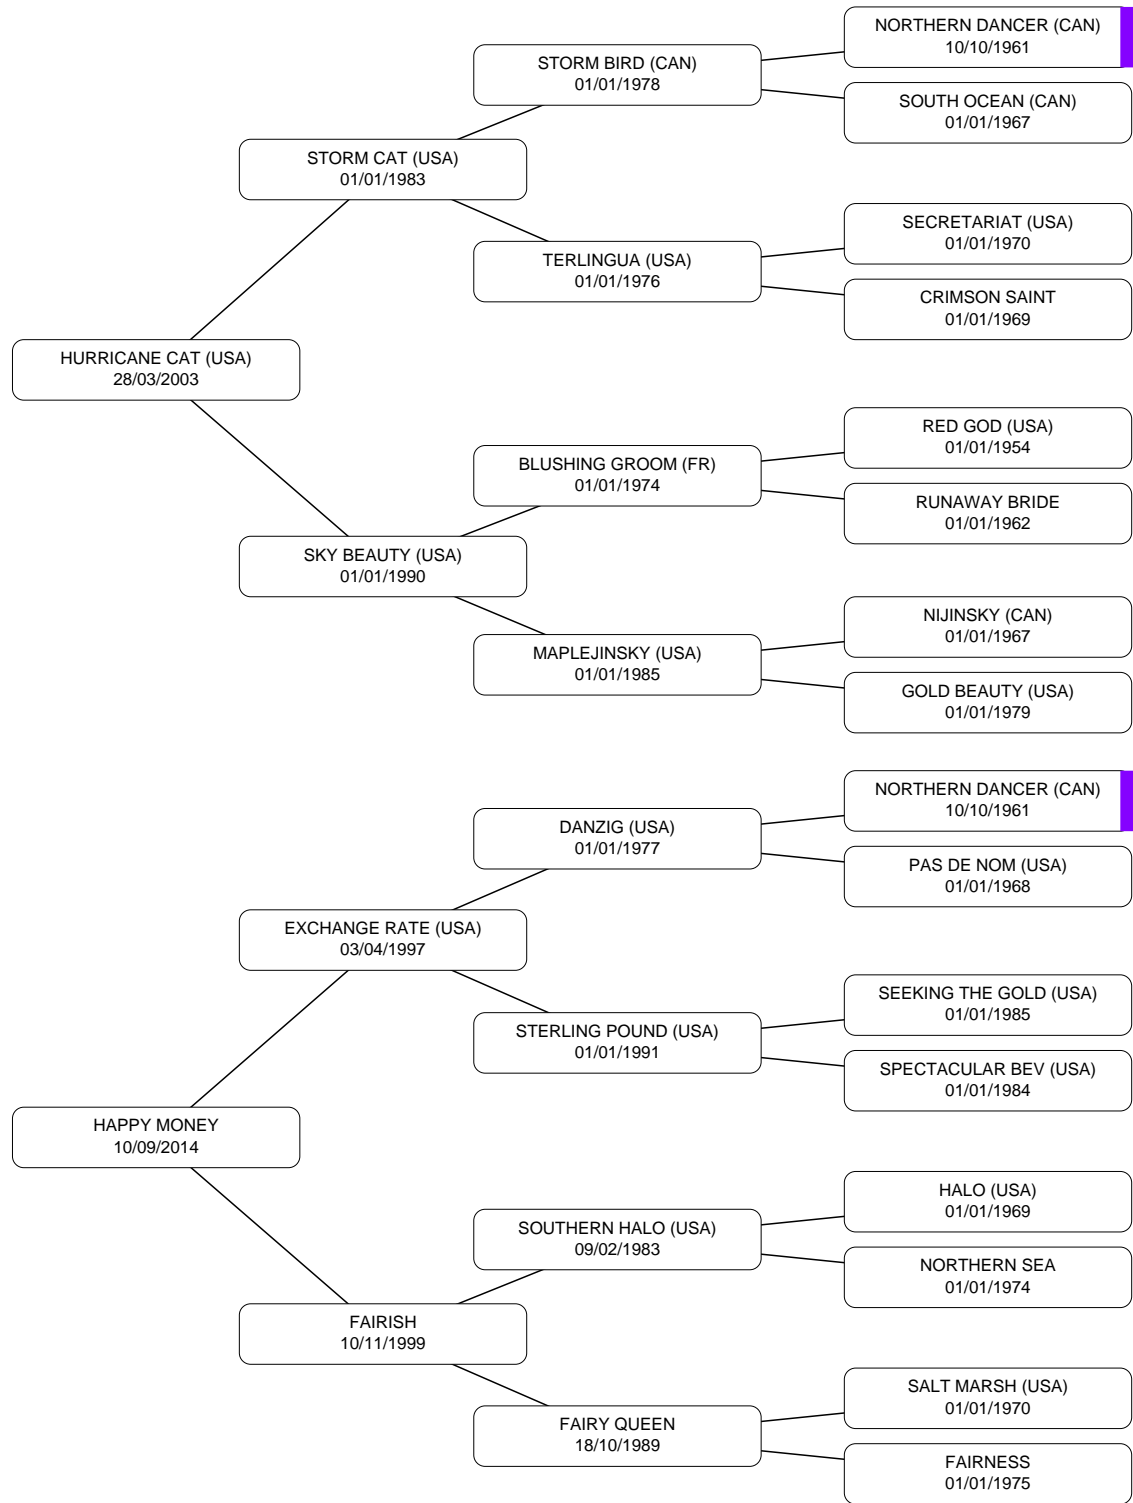 NORTHERN DANCER (CAN)
10/10/1961
STORM BIRD (CAN)
01/01/1978
SOUTH OCEAN (CAN)
01/01/1967
STORM CAT (USA)
01/01/1983
SECRETARIAT (USA)
01/01/1970
TERLINGUA (USA)
01/01/1976
CRIMSON SAINT
01/01/1969
HURRICANE CAT (USA)
28/03/2003
RED GOD (USA)
01/01/1954
BLUSHING GROOM (FR)
01/01/1974
RUNAWAY BRIDE
01/01/1962
SKY BEAUTY (USA)
01/01/1990
NIJINSKY (CAN)
01/01/1967
MAPLEJINSKY (USA)
01/01/1985
GOLD BEAUTY (USA)
01/01/1979
NORTHERN DANCER (CAN)
10/10/1961
DANZIG (USA)
01/01/1977
PAS DE NOM (USA)
01/01/1968
EXCHANGE RATE (USA)
03/04/1997
SEEKING THE GOLD (USA)
01/01/1985
STERLING POUND (USA)
01/01/1991
SPECTACULAR BEV (USA)
01/01/1984
HAPPY MONEY
10/09/2014
HALO (USA)
01/01/1969
SOUTHERN HALO (USA)
09/02/1983
NORTHERN SEA
01/01/1974
FAIRISH
10/11/1999
SALT MARSH (USA)
01/01/1970
FAIRY QUEEN
18/10/1989
FAIRNESS
01/01/1975